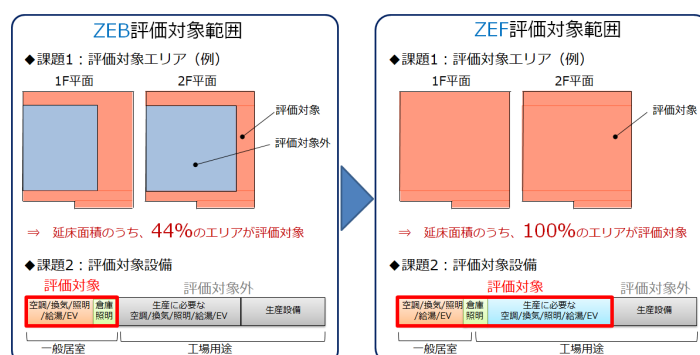 ZEB評価対象範囲
◆課題1：評価対象エリア（例）
1F平面
2F平面
評価対象
評価対象外
⇒ 延床面積のうち、44%のエリアが評価対象
◆課題2：評価対象設備
評価対象
評価対象外
空調/換気/照明
/給湯/EV
倉庫
照明
生産に必要な
空調/換気/照明/給湯/EV
生産設備
一般居室
工場用途
ZEF評価対象範囲
◆課題1：評価対象エリア（例）
1F平面
2F平面
評価対象
⇒ 延床面積のうち、100%のエリアが評価対象
◆課題2：評価対象設備
評価対象
評価対象外
空調/換気/照明
/給湯/EV
倉庫
照明
生産に必要な
空調/換気/照明/給湯/EV
生産設備
一般居室
工場用途